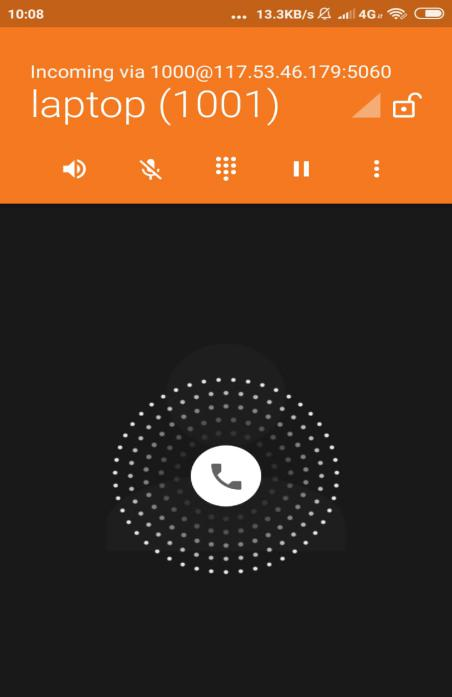 10:08 ... 13.3KB/s 4G
Incoming via 1000@117.53.46.179:5060
laptop (1001)